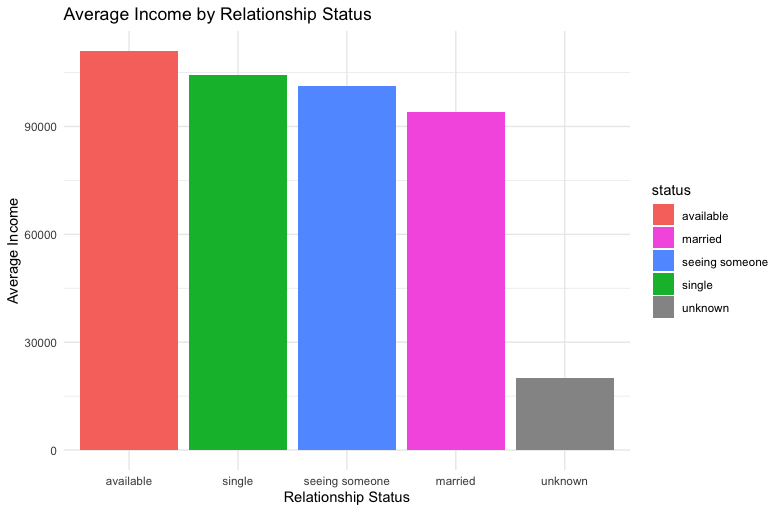 Average Income by Relationship Status
Average Income
90000
60000
30000
0
available
single
seeing someone
married
unknown
Relationship Status
status
available
married
seeing someone
single
unknown